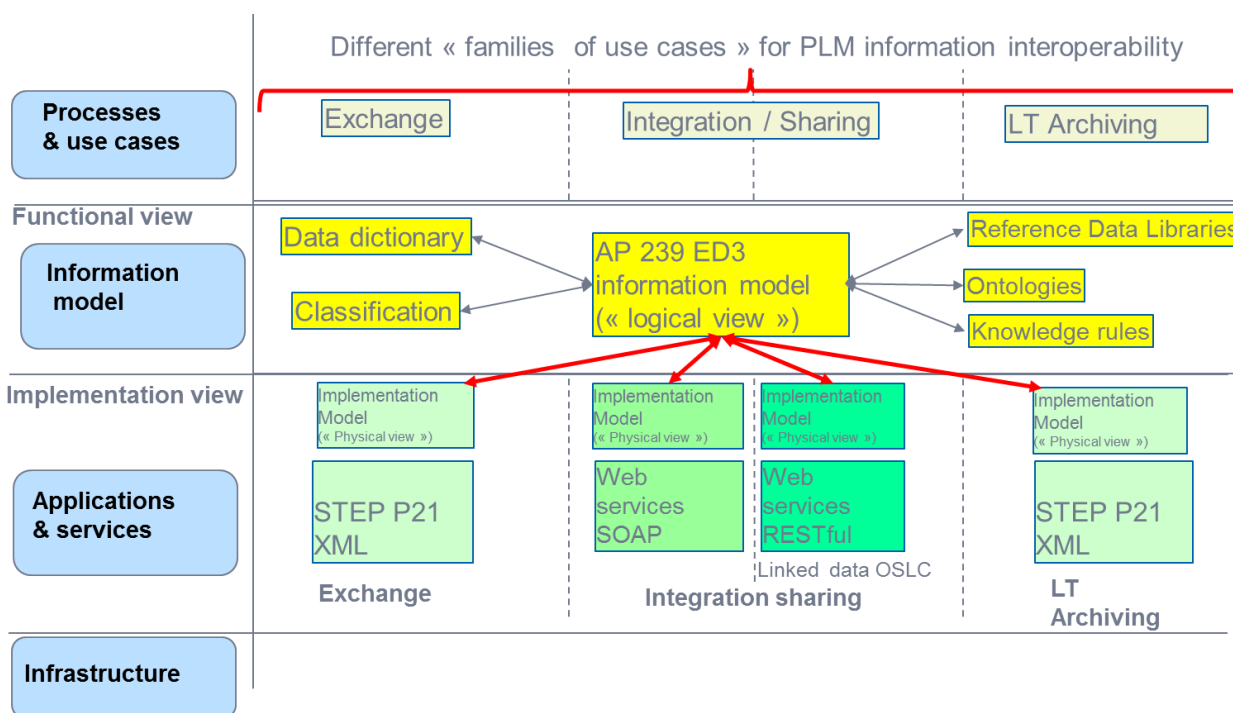 Different « families of use cases » for PLM information interoperability
Processes
& use cases
Exchange
Integration / Sharing
LT Archiving
Functional view
Information
model
Data dictionary
Classification
AP 239 ED3
information model
(« logical view »)
Reference Data Libraries
Ontologies
Knowledge rules
Implementation view
Implementation
Model
(« Physical view »)
Implementation
Model
(« Physical view »)
Implementation
Model
(« Physical view »)
Implementation
Model
(« Physical view »)
Applications
& services
STEP P21
XML
Web
services
SOAP
Web
services
RESTful
STEP P21
XML
Linked data OSLC
Exchange
Integration sharing
LT
Archiving
Infrastructure